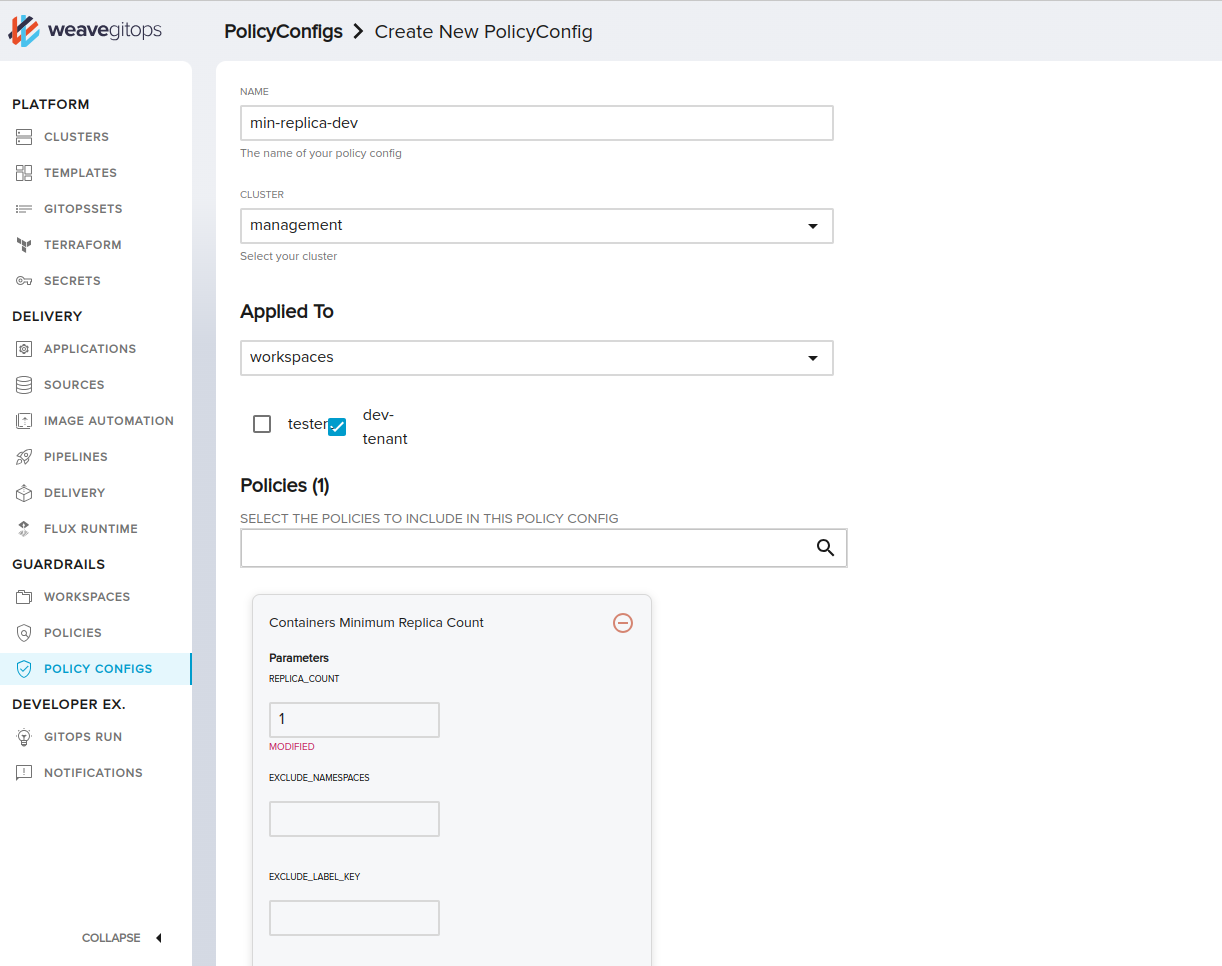 weavegitops
PolicyConfigs > Create New PolicyConfig
PLATFORM
CLUSTERS
TEMPLATES
GITOPSSETS
TERRAFORM
SECRETS
DELIVERY
APPLICATIONS
SOURCES
IMAGE AUTOMATION
PIPELINES
DELIVERY
FLUX RUNTIME
GUARDRAILS
WORKSPACES
POLICIES
POLICY CONFIGS
DEVELOPER EX.
GITOPS RUN
NOTIFICATIONS
COLLAPSE
NAME
min-replica-dev
The name of your policy config
CLUSTER
management
Select your cluster
Applied To
workspaces
tester
dev-
tenant
Policies (1)
SELECT THE POLICIES TO INCLUDE IN THIS POLICY CONFIG
Containers Minimum Replica Count
Parameters
REPLICA_COUNT
1
MODIFIED
EXCLUDE_NAMESPACES
EXCLUDE_LABEL_KEY